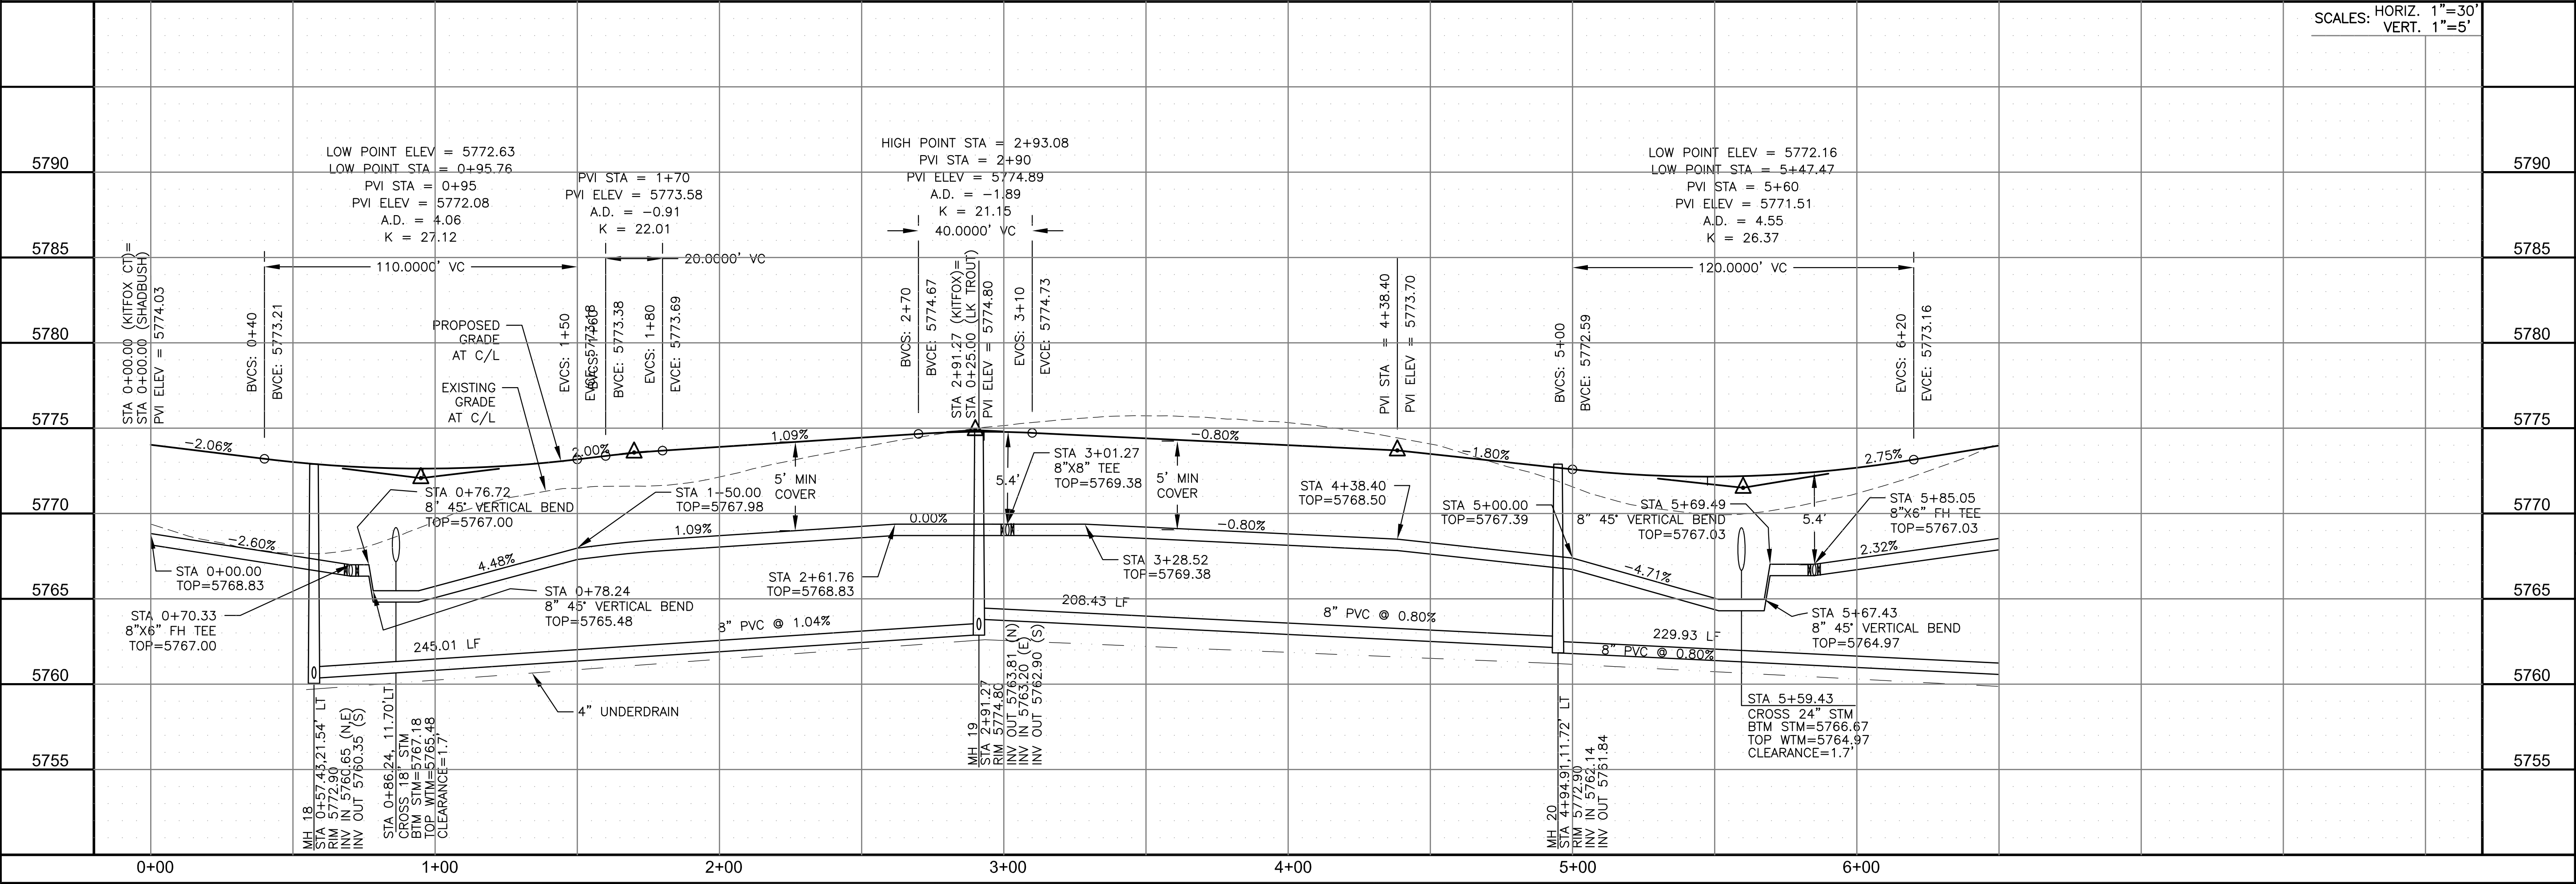 SCALES: HORIZ. 1"=30'
VERT. 1"=5'
5790
5785
5780
5775
5770
5765
5760
5755
5790
5785
5780
5775
5770
5765
5760
5755
STA 0+00.00 (KITFOX CT)=
STA 0+00.00 (SHADBUSH)
PVI ELEV = 5774.03
LOW POINT ELEV = 5772.63
LOW POINT STA = 0+95.76
PVI STA = 0+95
PVI ELEV = 5772.08
A.D. = 4.06
K = 27.12
110.0000' VC
BVCS: 0+40
BVCE: 5773.21
EVCS: 1+50
PVI STA = 1+70
PVI ELEV = 5773.58
A.D. = -0.91
K = 22.01
20.0000' VC
BVCE: 5773.38
EVCS: 1+80
EVCE: 5773.69
PROPOSED
GRADE
AT C/L
EXISTING
GRADE
AT C/L
HIGH POINT STA = 2+93.08
PVI STA = 2+90
PVI ELEV = 5774.89
A.D. = -1.89
K = 21.15
40.0000' VC
BVCS: 2+70
BVCE: 5774.67
STA 2+91.27 (KITFOX)=
STA 0+25.00 (LK TROUT)
PVI ELEV = 5774.80
EVCS: 3+10
EVCE: 5774.73
PVI STA = 4+38.40
PVI ELEV = 5773.70
LOW POINT ELEV = 5772.16
LOW POINT STA = 5+47.47
PVI STA = 5+60
PVI ELEV = 5771.51
A.D. = 4.55
K = 26.37
120.0000' VC
BVCS: 5+00
BVCE: 5772.59
EVCS: 6+20
EVCE: 5773.16
-2.06%
2.00%
1.09%
-0.80%
-1.80%
2.75%
5' MIN
COVER
5.4'
STA 3+01.27
8"X8" TEE
TOP=5769.38
5' MIN
COVER
STA 4+38.40
TOP=5768.50
STA 5+00.00
TOP=5767.39
STA 5+69.49
8" 45° VERTICAL BEND
TOP=5767.03
5.4'
STA 5+85.05
8"X6" FH TEE
TOP=5767.03
STA 0+76.72
8' 45° VERTICAL BEND
TOP=5767.00
STA 1-50.00
TOP=5767.98
-2.60%
4.48%
1.09%
0.00%
-0.80%
-4.71%
2.32%
STA 0+00.00
TOP=5768.83
STA 0+70.33
8"X6" FH TEE
TOP=5767.00
STA 0+78.24
8" 45° VERTICAL BEND
TOP=5765.48
STA 2+61.76
TOP=5768.83
STA 3+28.52
TOP=5769.38
STA 5+67.43
8" 45° VERTICAL BEND
TOP=5764.97
245.01 LF
8" PVC @ 1.04%
208.43 LF
8" PVC @ 0.80%
229.93 LF
8" PVC @ 0.80%
4" UNDERDRAIN
MH 18
STA 0+57.43,21.54' LT
RIM 5772.90
INV IN 5760.65 (N,E)
INV OUT 5760.35 (S)
STA 0+86.24, 11.70'LT
CROSS 18' STM
BTM STM=5767.18
TOP WTM=5765.48
CLEARANCE=1.7'
MH 19
STA 2+91.27
RIM 5774.80
INV OUT 5763.81 (N)
INV IN 5763.20 (E)
INV OUT 5762.90 (S)
MH 20
STA 4+94.91,11.72' LT
RIM 5772.90
INV IN 5762.14
INV OUT 5761.84
STA 5+59.43
CROSS 24" STM
BTM STM=5766.67
TOP WTM=5764.97
CLEARANCE=1.7'
0+00
1+00
2+00
3+00
4+00
5+00
6+00